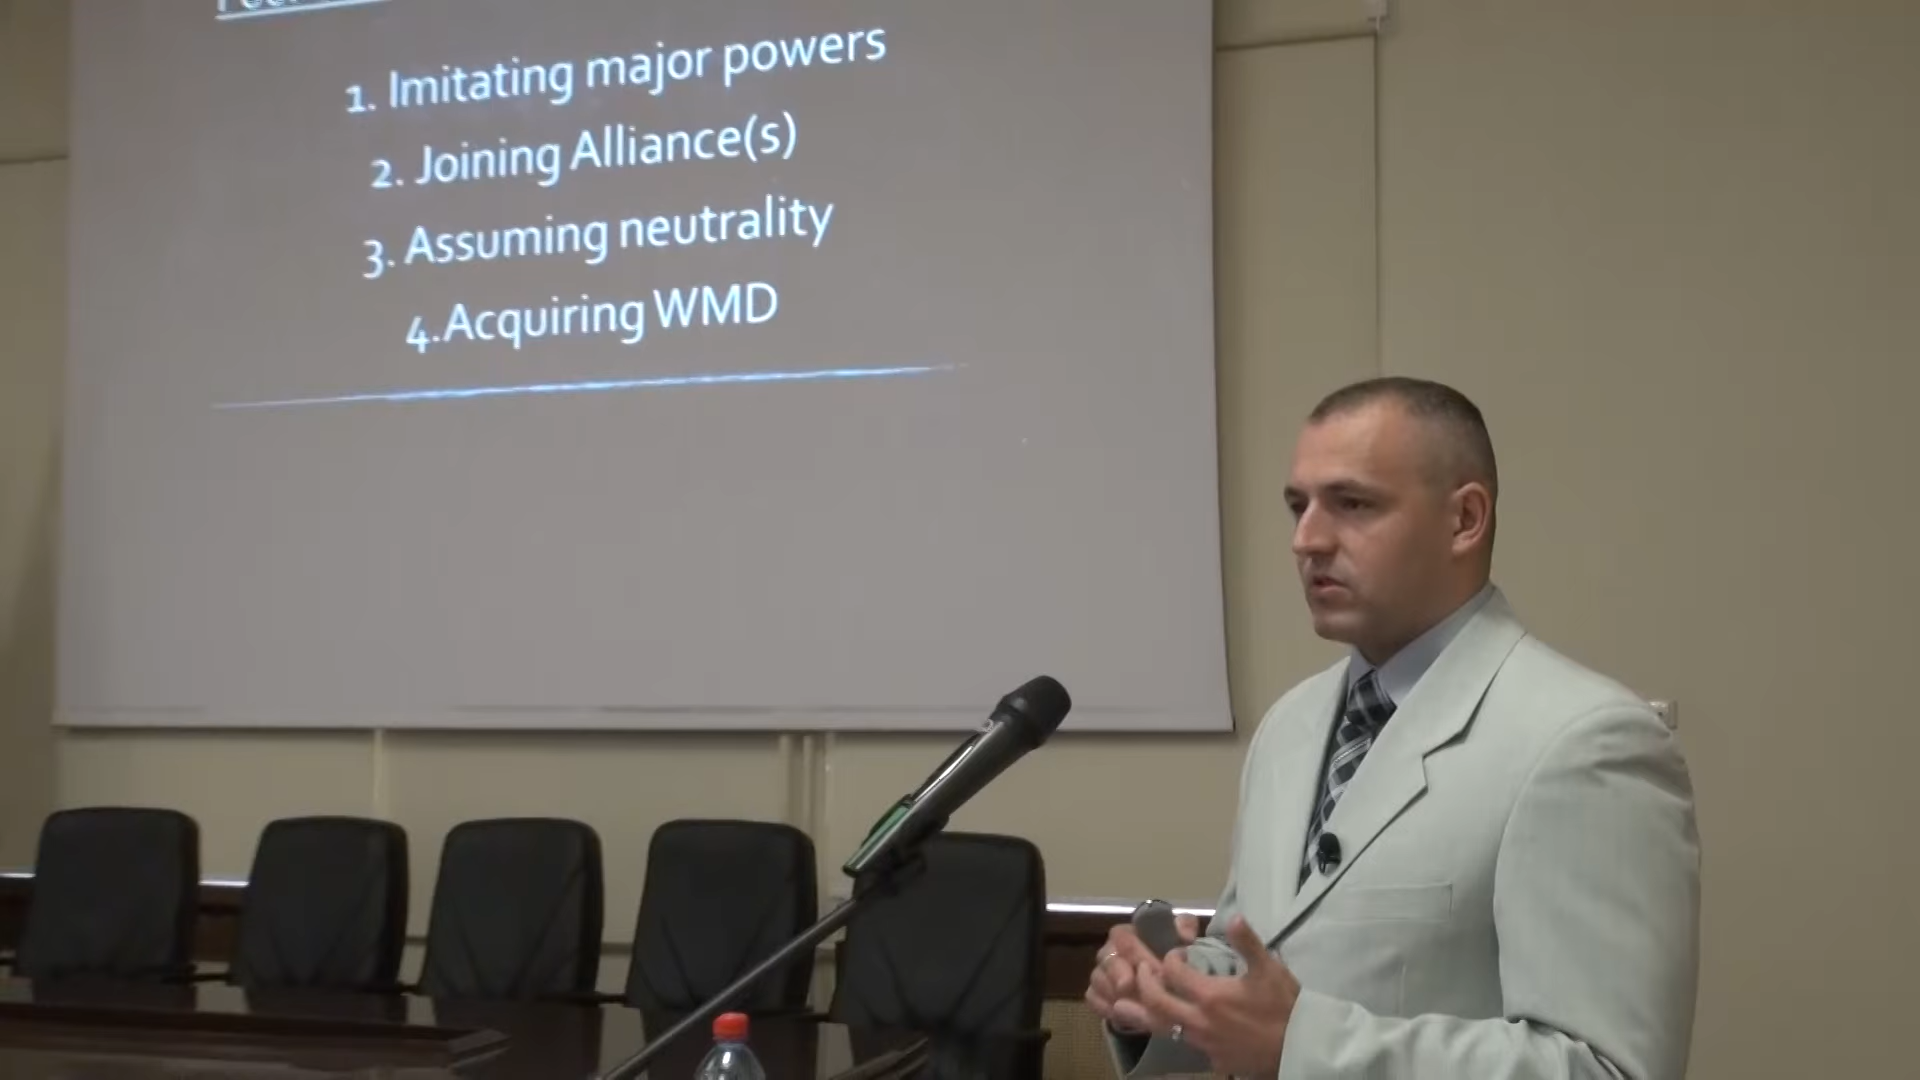 1. Imitating major powers
2. Joining Alliance(s)
3. Assuming neutrality
4.Acquiring WMD